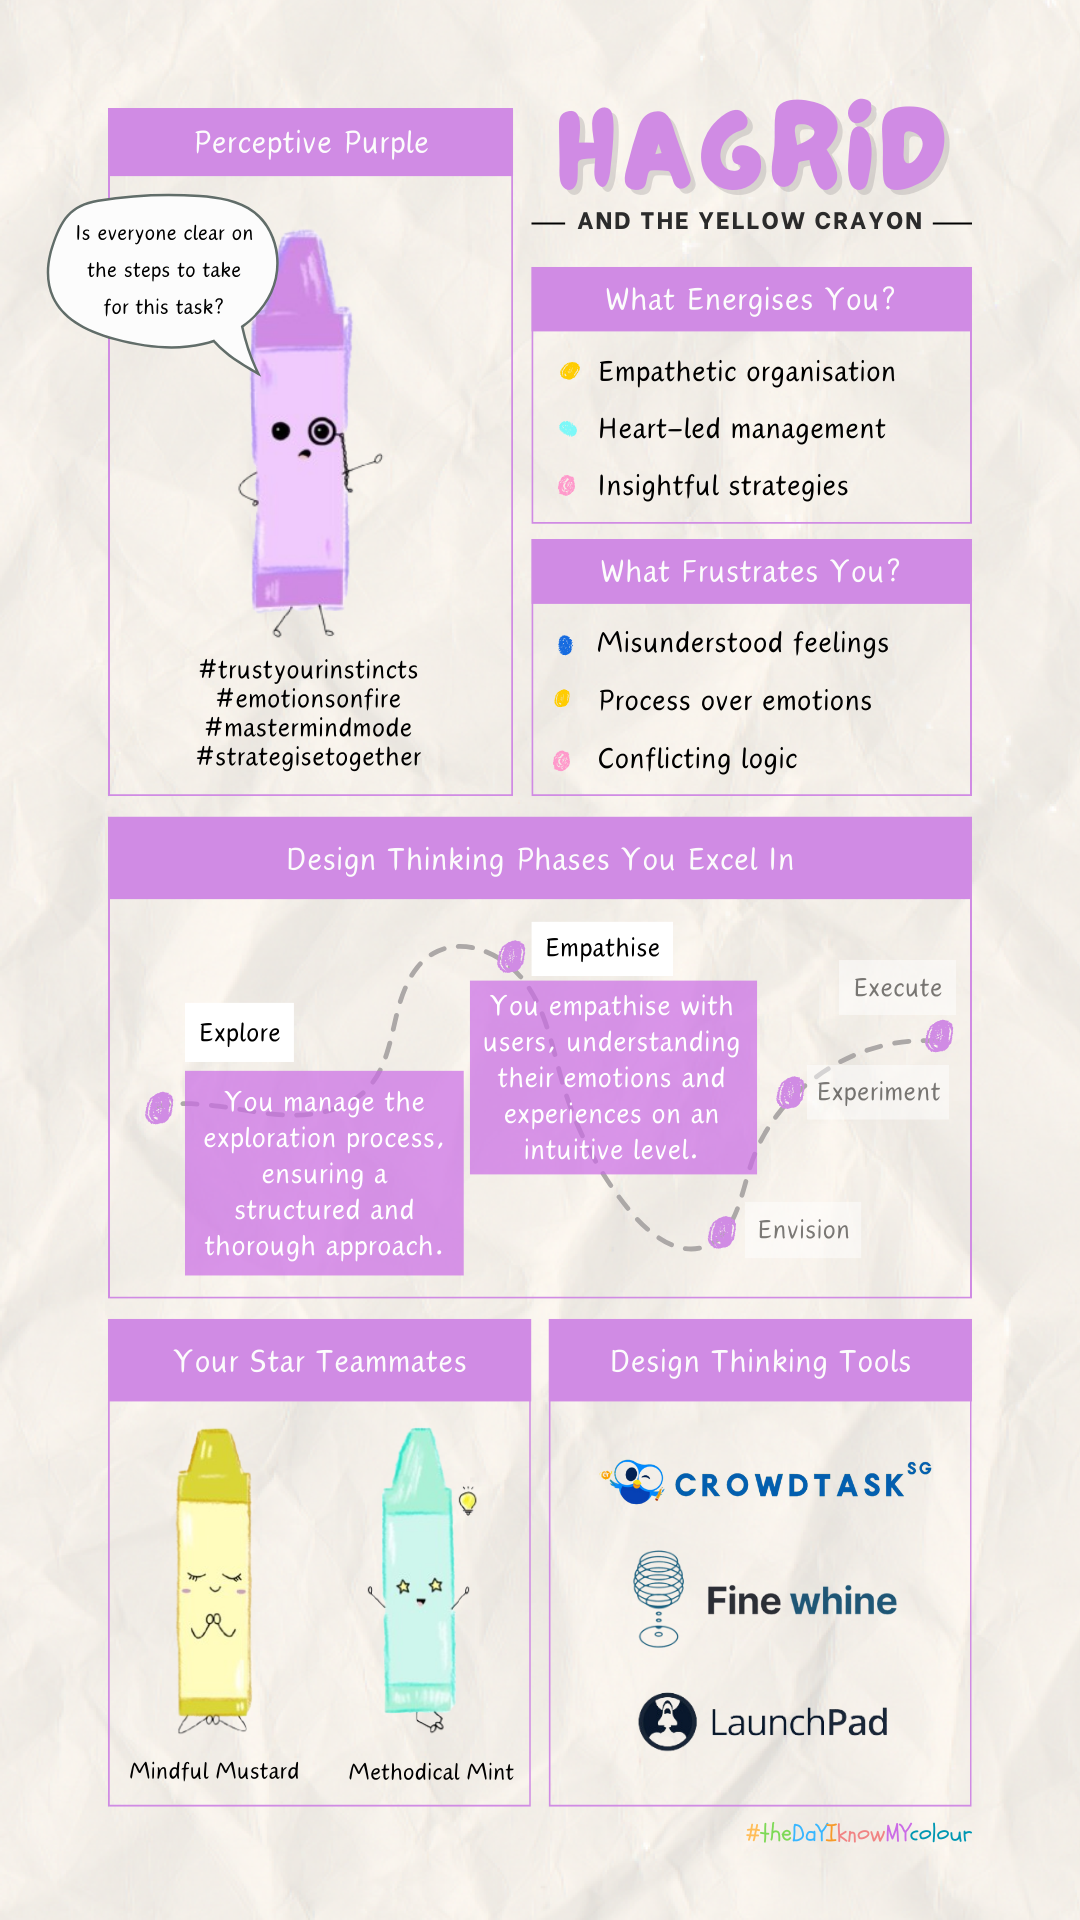 Perceptive Purple
Is everyone clear on
the steps to take
for this task?
#trustyourinstincts
#emotionsonfire
#mastermindmode
#strategisetogether
HAGRiD
AND THE YELLOW CRAYON
What Energises You?
Empathetic organisation
Heart-led management
Insightful strategies
What Frustrates You?
Misunderstood feelings
Process over emotions
Conflicting logic
Design Thinking Phases You Excel In
Explore
You manage the
exploration process,
ensuring a
structured and
thorough approach.
Empathise
You empathise with
users, understanding
their emotions and
experiences on an
intuitive level.
Execute
Experiment
Envision
Your Star Teammates
Mindful Mustard
Methodical Mint
Design Thinking Tools
CROWDTASK SG
Fine whine
LaunchPad
#theDaYIknowMYcolour